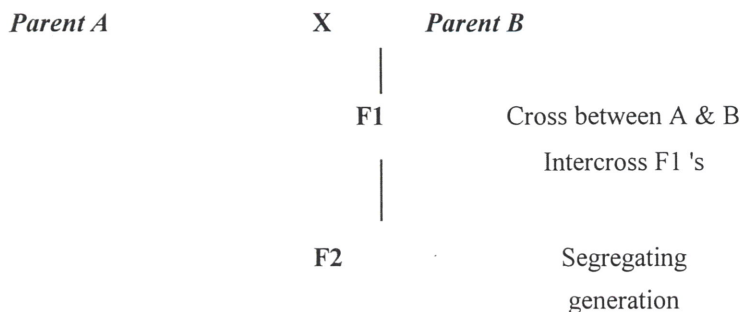 Parent A X Parent B
F1 Cross between A & B
Intercross F1 's
F2 Segregating
generation